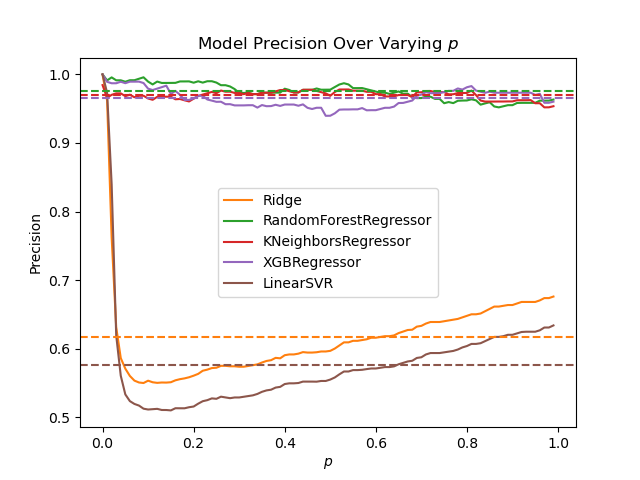 Model Precision Over Varying p
1.0
0.9
0.8
0.7
0.6
0.5
Precision
Ridge
RandomForestRegressor
KNeighborsRegressor
XGBRegressor
LinearSVR
0.0 0.2 0.4 0.6 0.8 1.0
p